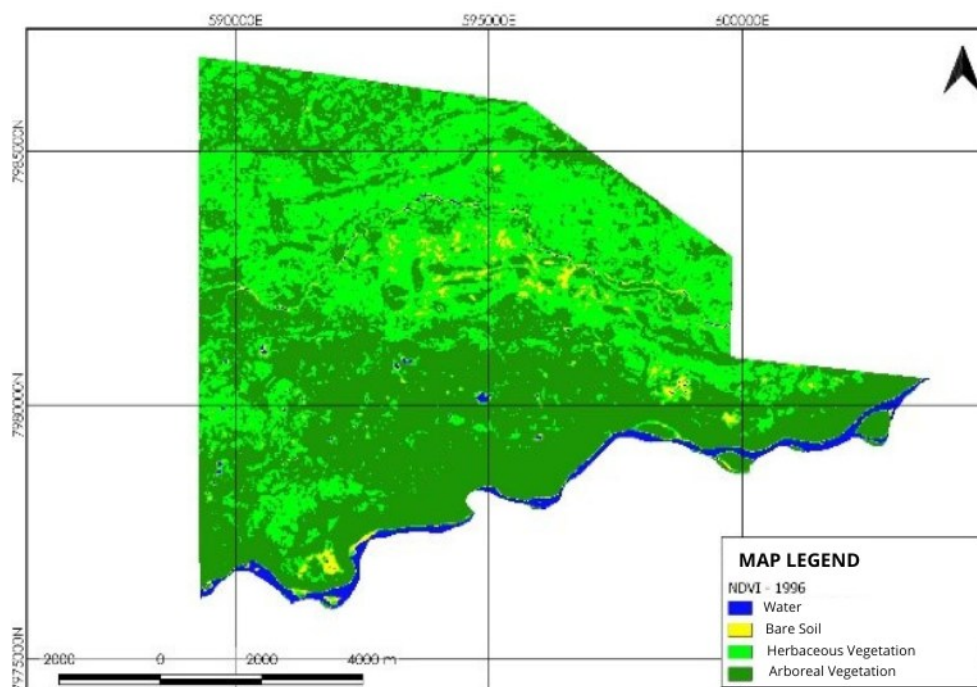 590000E 595000E 600000E
7985000N
7980000N
7975000N
MAP LEGEND
NDVI - 1996
Water
Bare Soil
Herbaceous Vegetation
Arboreal Vegetation
2000 0 2000 4000 m